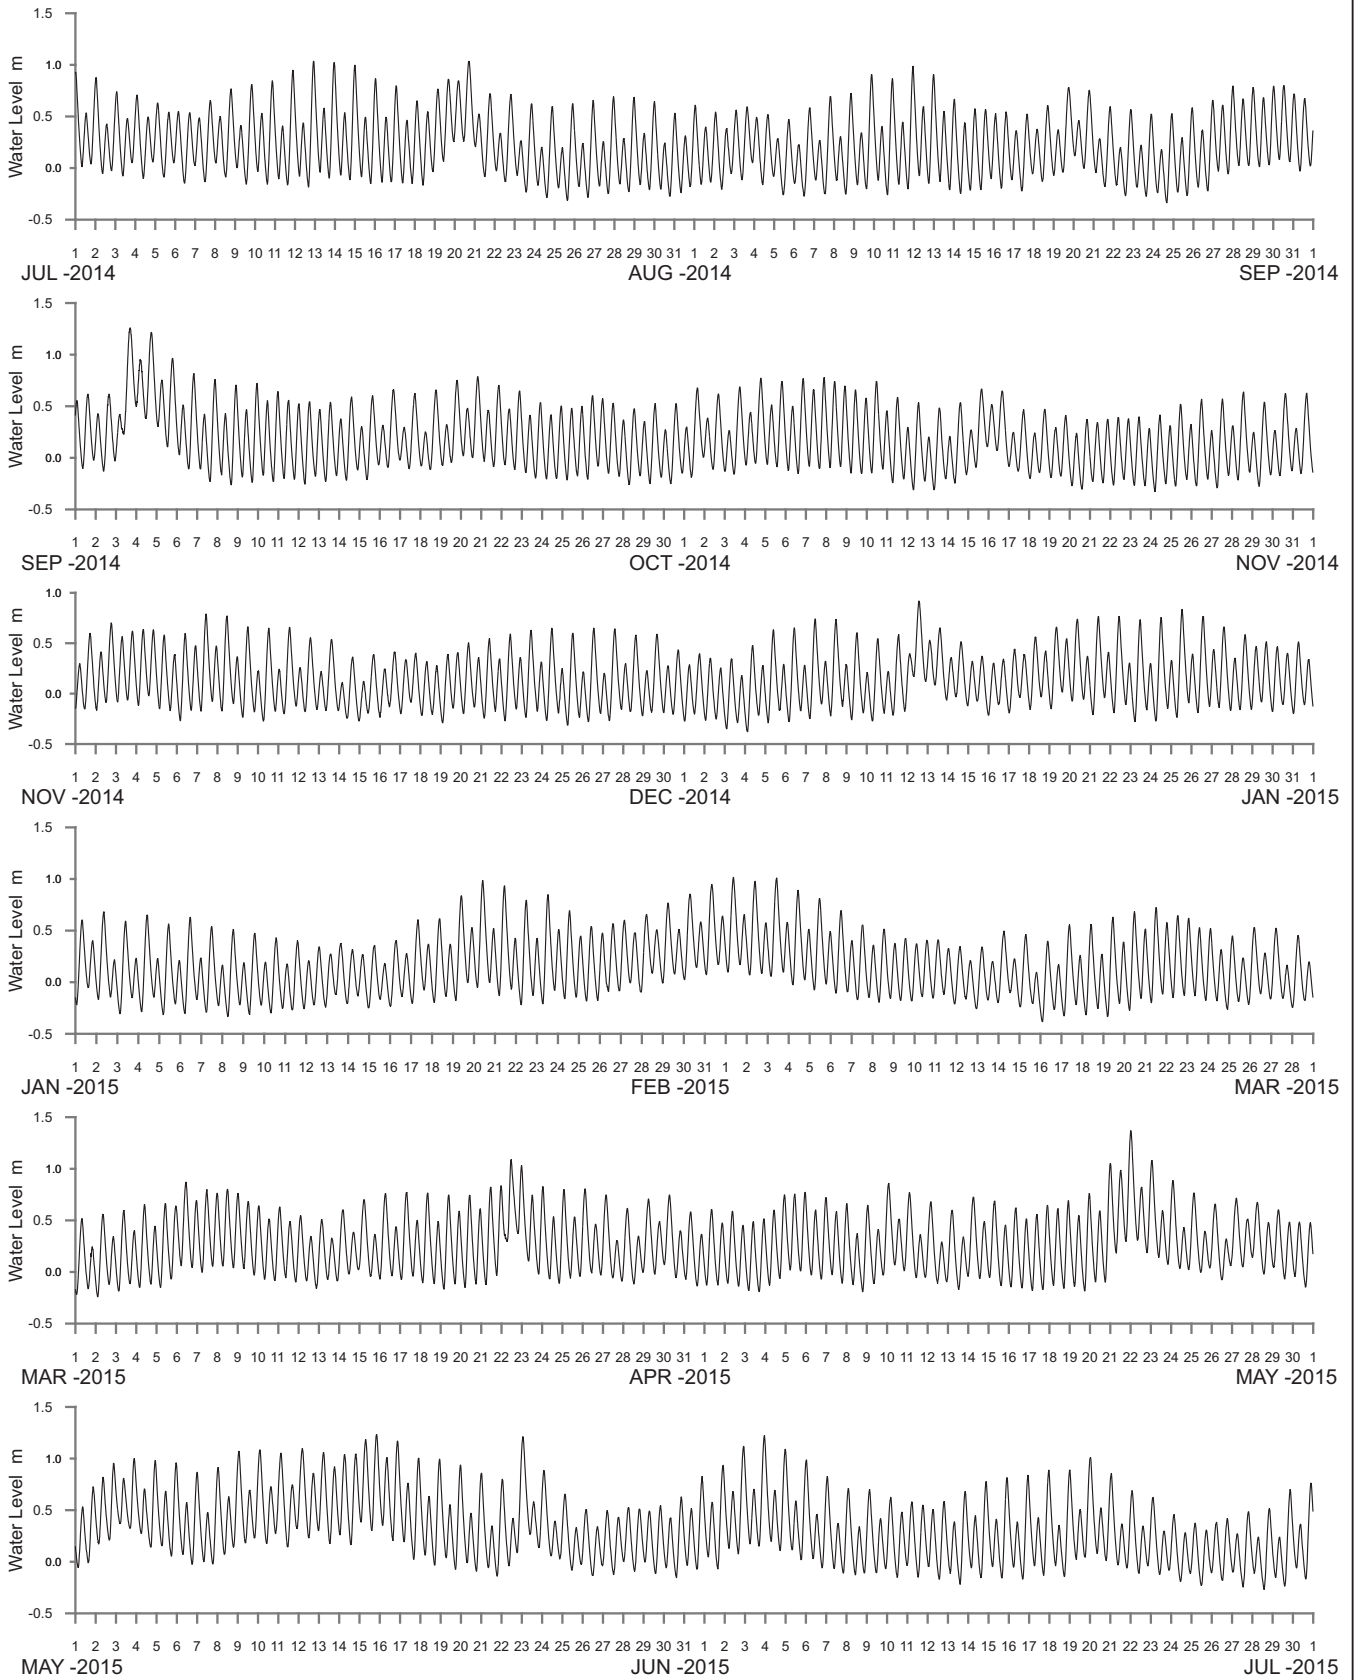 1.5
1.0
0.5
0.0
-0.5
Water Level m
1 2 3 4 5 6 7 8 9 10 11 12 13 14 15 16 17 18 19 20 21 22 23 24 25 26 27 28 29 30 31 1 2 3 4 5 6 7 8 9 10 11 12 13 14 15 16 17 18 19 20 21 22 23 24 25 26 27 28 29 30 31 1
JUL -2014 AUG -2014 SEP -2014
1.5
1.0
0.5
0.0
-0.5
Water Level m
1 2 3 4 5 6 7 8 9 10 11 12 13 14 15 16 17 18 19 20 21 22 23 24 25 26 27 28 29 30 1 2 3 4 5 6 7 8 9 10 11 12 13 14 15 16 17 18 19 20 21 22 23 24 25 26 27 28 29 30 31 1
SEP -2014 OCT -2014 NOV -2014
1.0
0.5
0.0
-0.5
Water Level m
1 2 3 4 5 6 7 8 9 10 11 12 13 14 15 16 17 18 19 20 21 22 23 24 25 26 27 28 29 30 1 2 3 4 5 6 7 8 9 10 11 12 13 14 15 16 17 18 19 20 21 22 23 24 25 26 27 28 29 30 31 1
NOV -2014 DEC -2014 JAN -2015
1.5
1.0
0.5
0.0
-0.5
Water Level m
1 2 3 4 5 6 7 8 9 10 11 12 13 14 15 16 17 18 19 20 21 22 23 24 25 26 27 28 29 30 31 1 2 3 4 5 6 7 8 9 10 11 12 13 14 15 16 17 18 19 20 21 22 23 24 25 26 27 28 1
JAN -2015 FEB -2015 MAR -2015
1.5
1.0
0.5
0.0
-0.5
Water Level m
1 2 3 4 5 6 7 8 9 10 11 12 13 14 15 16 17 18 19 20 21 22 23 24 25 26 27 28 29 30 31 1 2 3 4 5 6 7 8 9 10 11 12 13 14 15 16 17 18 19 20 21 22 23 24 25 26 27 28 29 30 1
MAR -2015 APR -2015 MAY -2015
1.5
1.0
0.5
0.0
-0.5
Water Level m
1 2 3 4 5 6 7 8 9 10 11 12 13 14 15 16 17 18 19 20 21 22 23 24 25 26 27 28 29 30 31 1 2 3 4 5 6 7 8 9 10 11 12 13 14 15 16 17 18 19 20 21 22 23 24 25 26 27 28 29 30 1
MAY -2015 JUN -2015 JUL -2015